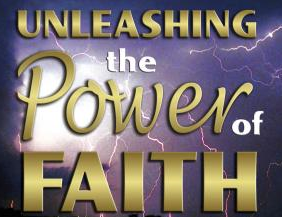 UNLEASHING
the
Power of
FAITH